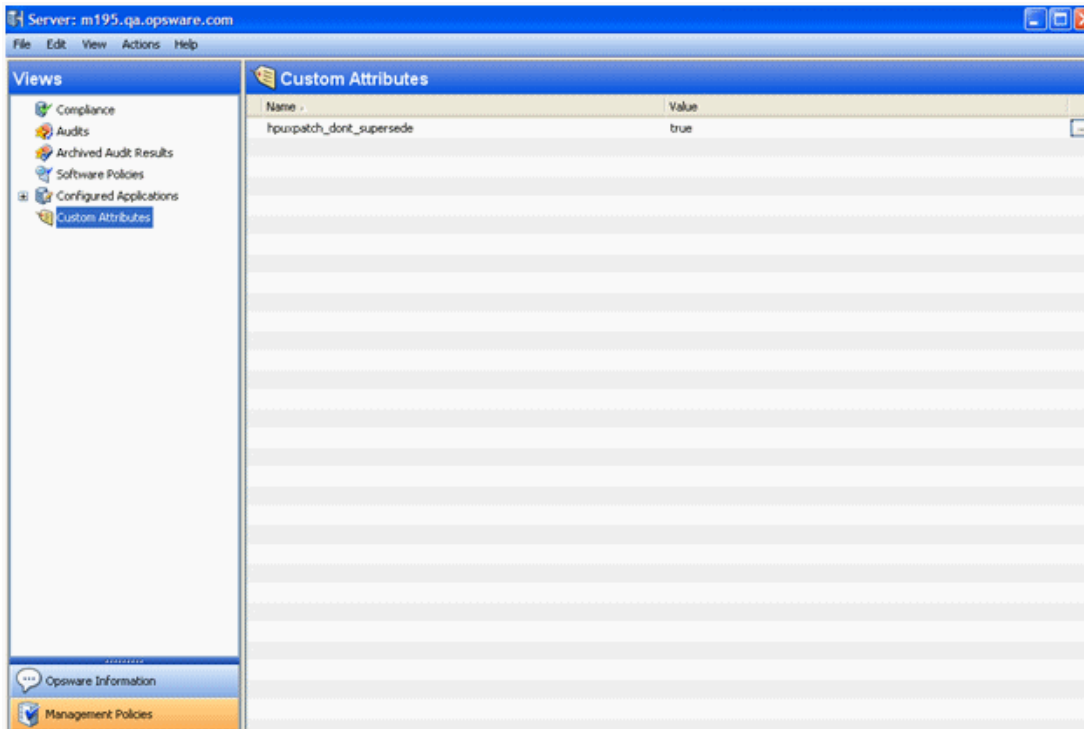 Server: m195.qa.opsware.com
File Edit View Actions Help
Views
Compliance
Audits
Archived Audit Results
Software Policies
Configured Applications
Custom Attributes
Opsware Information
Management Policies
Custom Attributes
Name Value
hpuxpatch_dont_supersede true